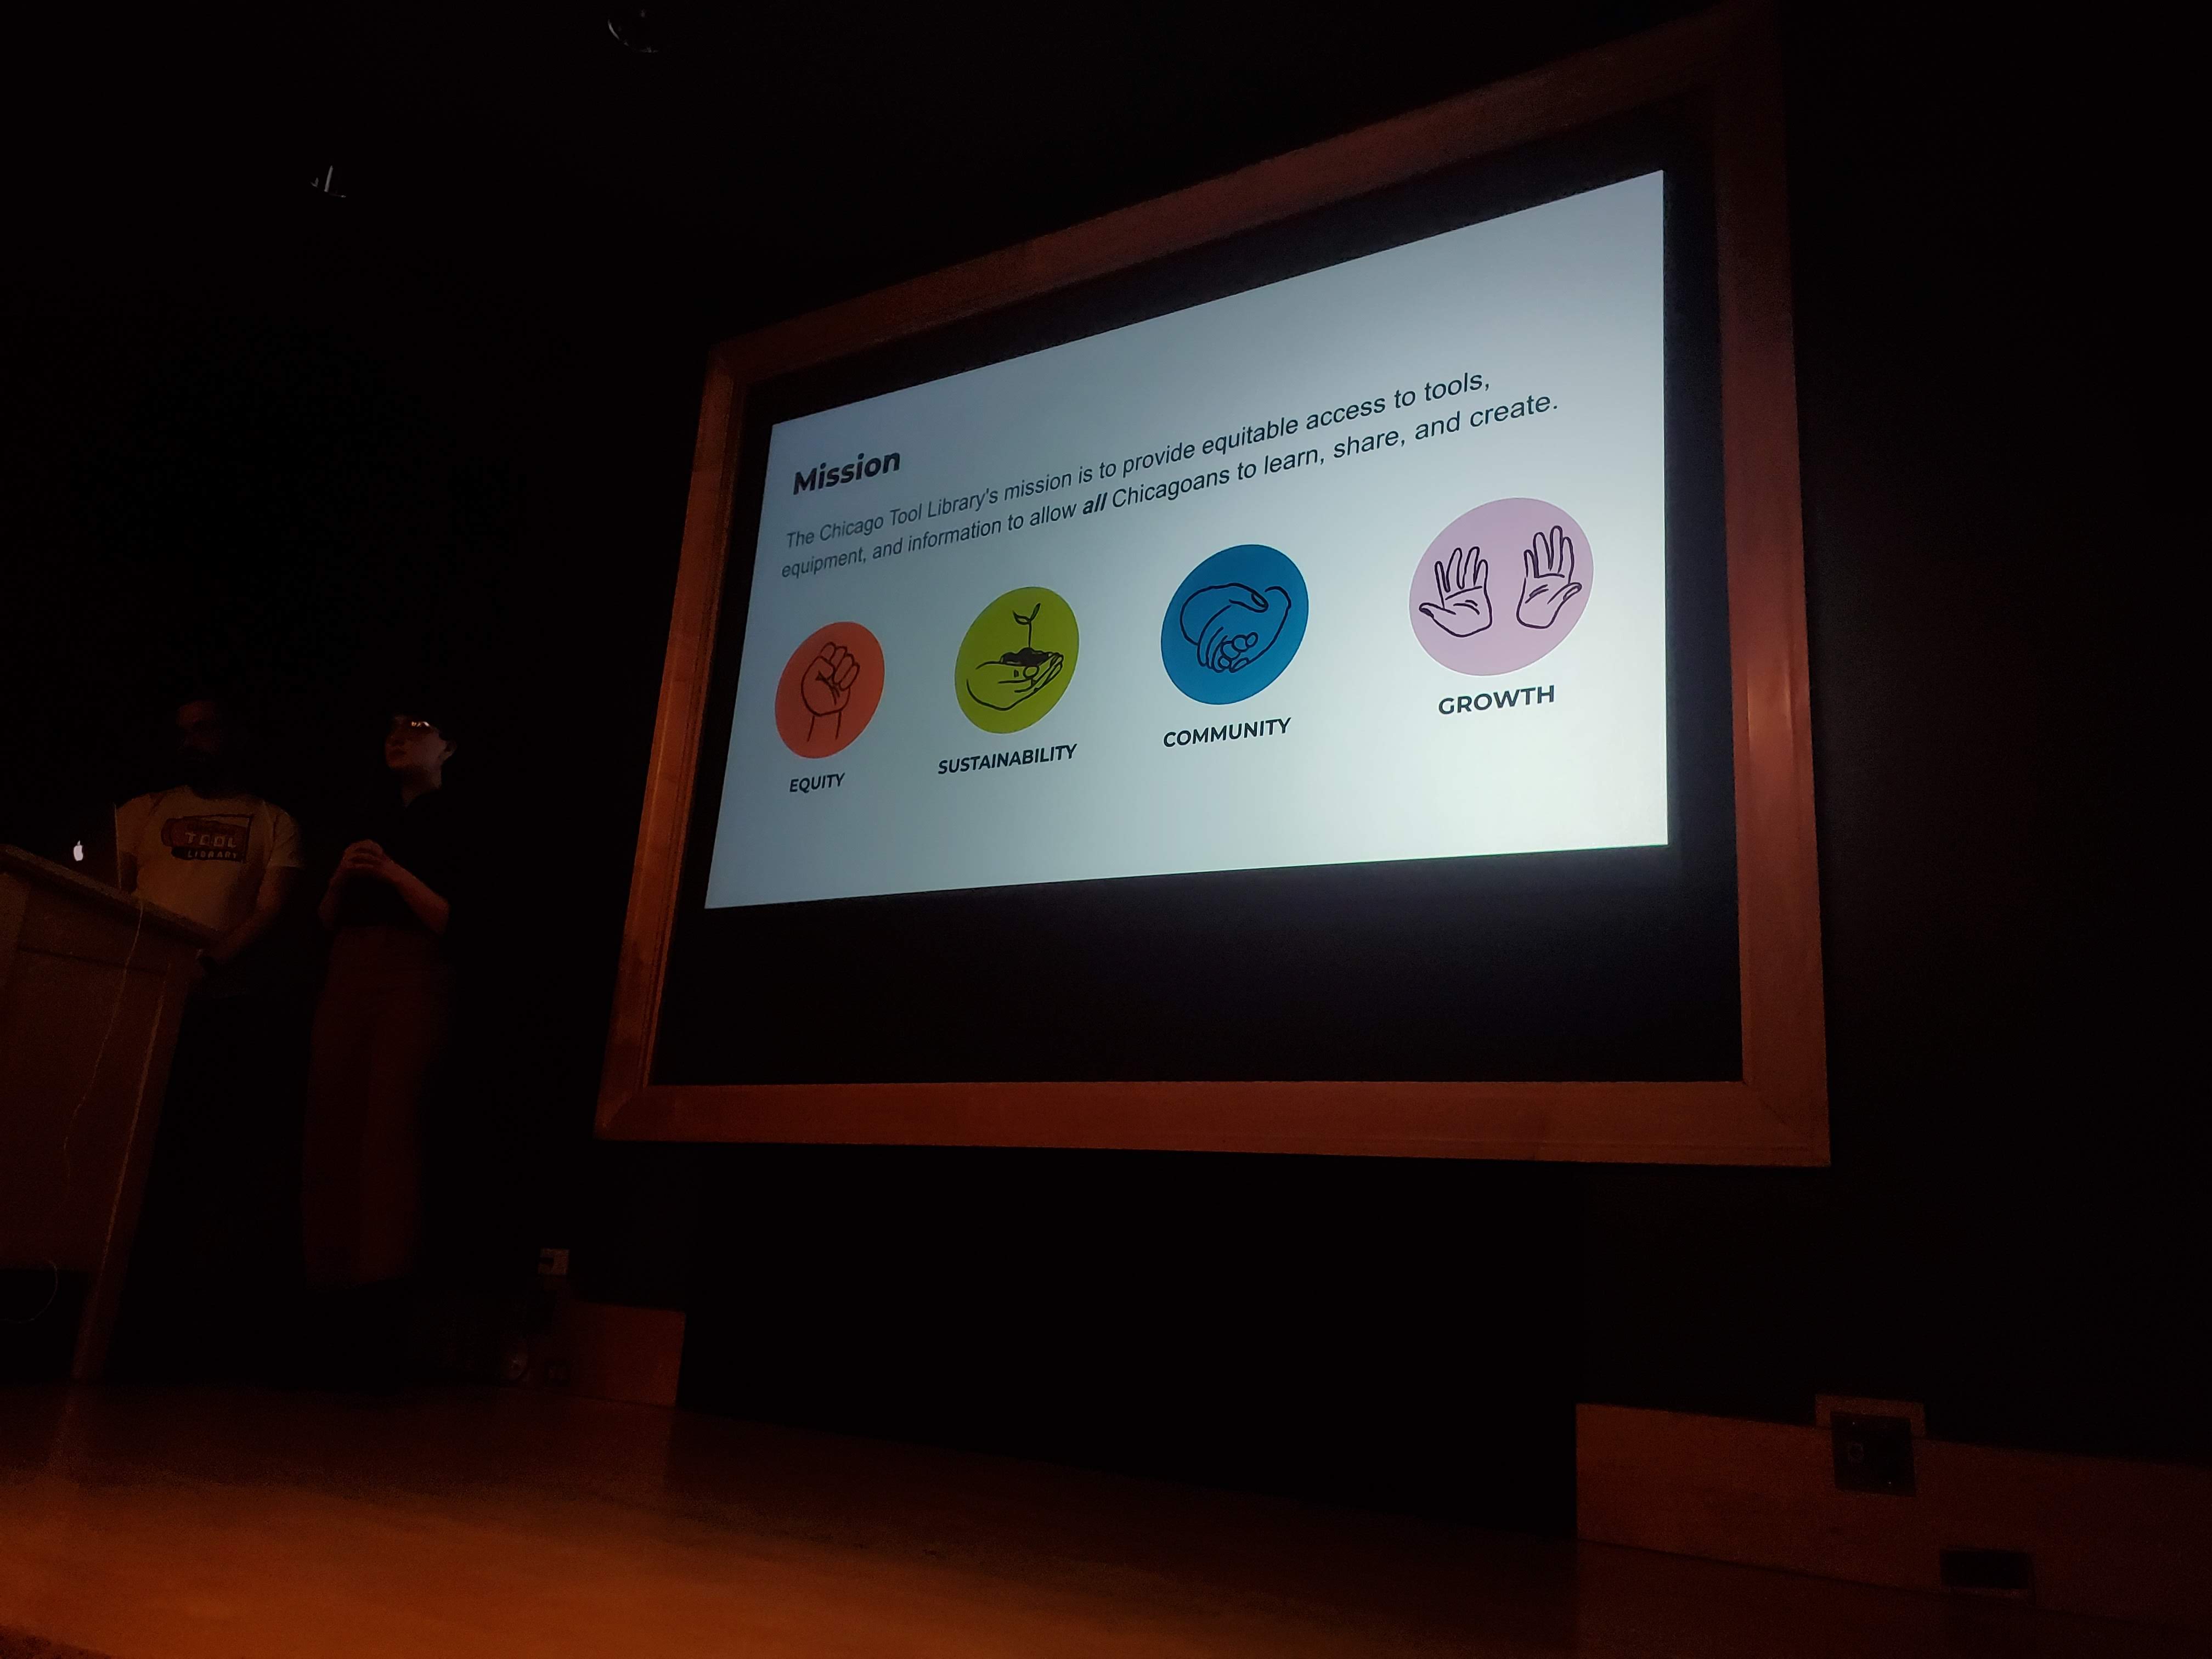 Mission
The Chicago Tool Library's mission is to provide equitable access to tools,
equipment, and information to allow all Chicagoans to learn, share, and create.
EQUITY
SUSTAINABILITY
COMMUNITY
GROWTH
TOOL
LIBRARY